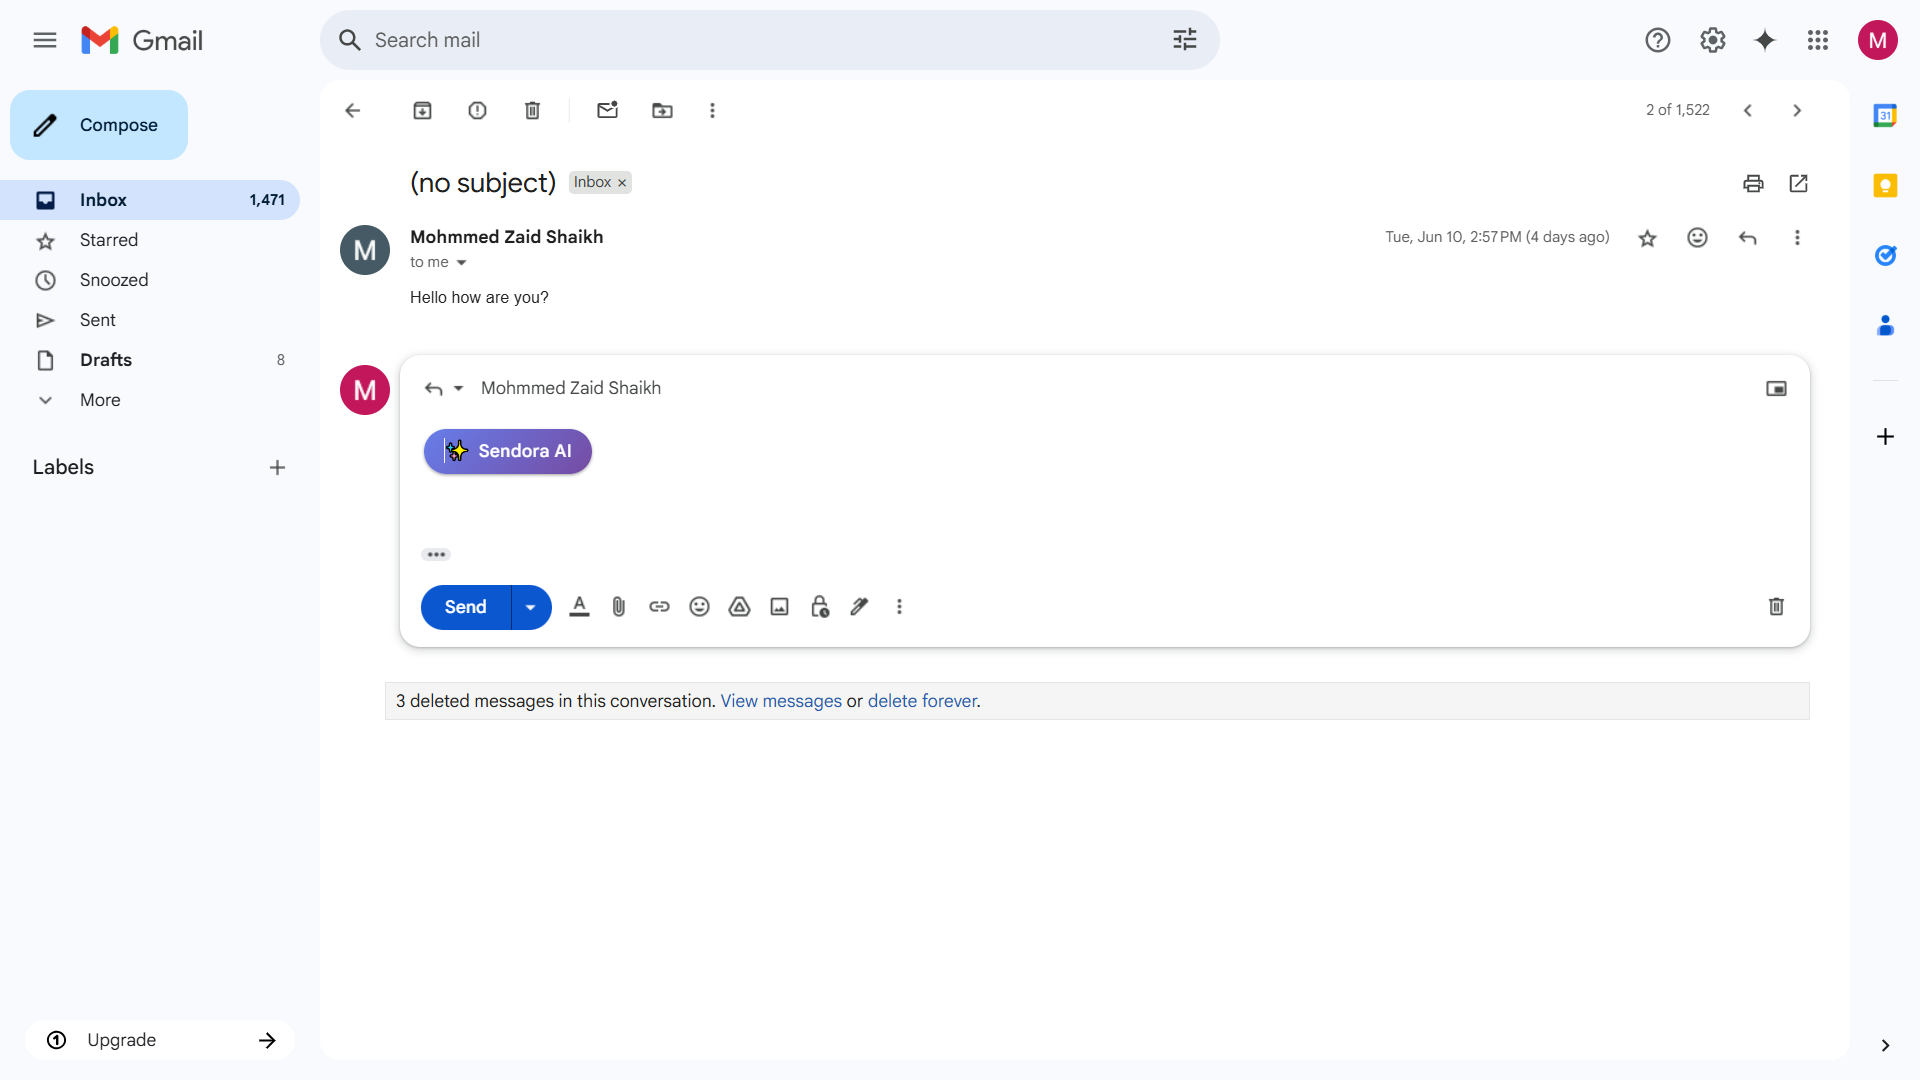 Gmail
Search mail
M
Compose
2 of 1,522
31
Inbox 1,471
(no subject) Inbox ×
Starred
M
Mohmmed Zaid Shaikh
Tue, Jun 10, 2:57 PM (4 days ago)
to me
Snoozed
Hello how are you?
Sent
Drafts 8
M
Mohmmed Zaid Shaikh
More
Sendora AI
Labels
Send
3 deleted messages in this conversation. View messages or delete forever.
Upgrade